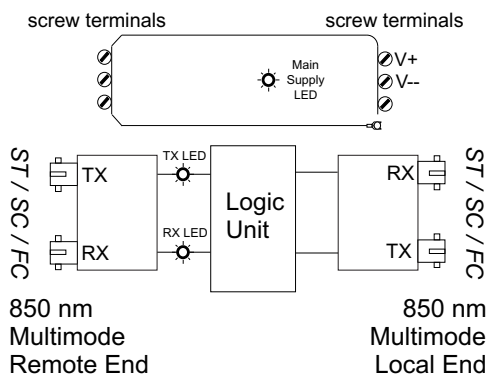 screw terminals
screw terminals
Main
Supply
LED
V+
V--
ST / SC / FC
TX
RX
TX LED
RX LED
Logic
Unit
RX
TX
ST / SC / FC
850 nm
Multimode
Remote End
850 nm
Multimode
Local End